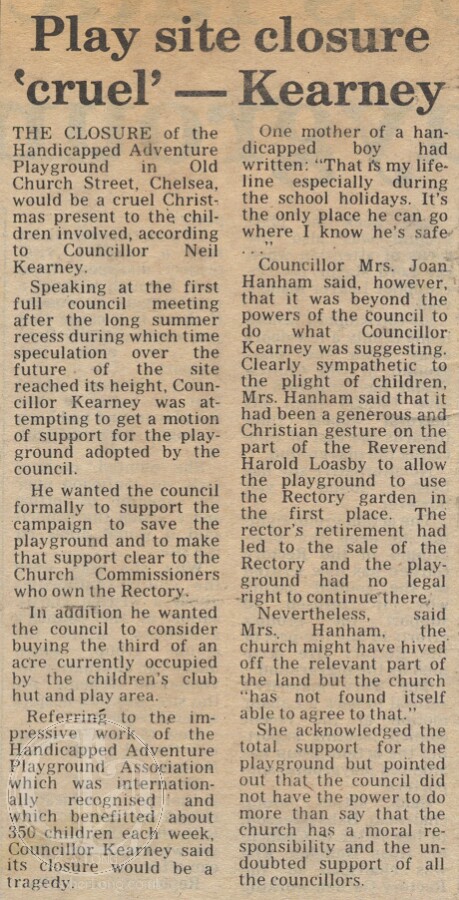 Play site closure
‘cruel’ — Kearney
THE CLOSURE of the
Handicapped Adventure
Playground in Old
Church Street, Chelsea,
would be a cruel Christ-
mas present to the chil-
dren involved, according
to Councillor Neil
Kearney.
Speaking at the first
full council meeting
after the long summer
recess during which time
speculation over the
future of the site
reached its height, Coun-
cillor Kearney was at-
tempting to get a motion
of support for the play-
ground adopted by the
council.
He wanted the council
formally to support the
campaign to save the
playground and to make
that support clear to the
Church Commissioners
who own the Rectory.
In addition he wanted
the council to consider
buying the third of an
acre currently occupied
by the children's club
hut and play area.
Referring to the im-
pressive work of the
Handicapped Adventure
Playground Association
which was internation-
ally recognised and
which benefitted about
350 children each week,
Councillor Kearney said
its closure would be a
tragedy.
One mother of a han-
dicapped boy had
written: "That is my life-
line especially during
the school holidays. It's
the only place he can go
where I know he's safe
..."
Councillor Mrs. Joan
Hanham said, however,
that it was beyond the
powers of the council to
do what Councillor
Kearney was suggesting.
Clearly sympathetic to
the plight of children,
Mrs. Hanham said that it
had been a generous and
Christian gesture on the
part of the Reverend
Harold Loasby to allow
the playground to use
the Rectory garden in
the first place. The
rector's retirement had
led to the sale of the
Rectory and the play-
ground had no legal
right to continue there.
Nevertheless, said
Mrs. Hanham, the
church might have hived
off the relevant part of
the land but the church
"has not found itself
able to agree to that."
She acknowledged the
total support for the
playground but pointed
out that the council did
not have the power to do
more than say that the
church has a moral re-
sponsibility and the un-
doubted support of all
the councillors.